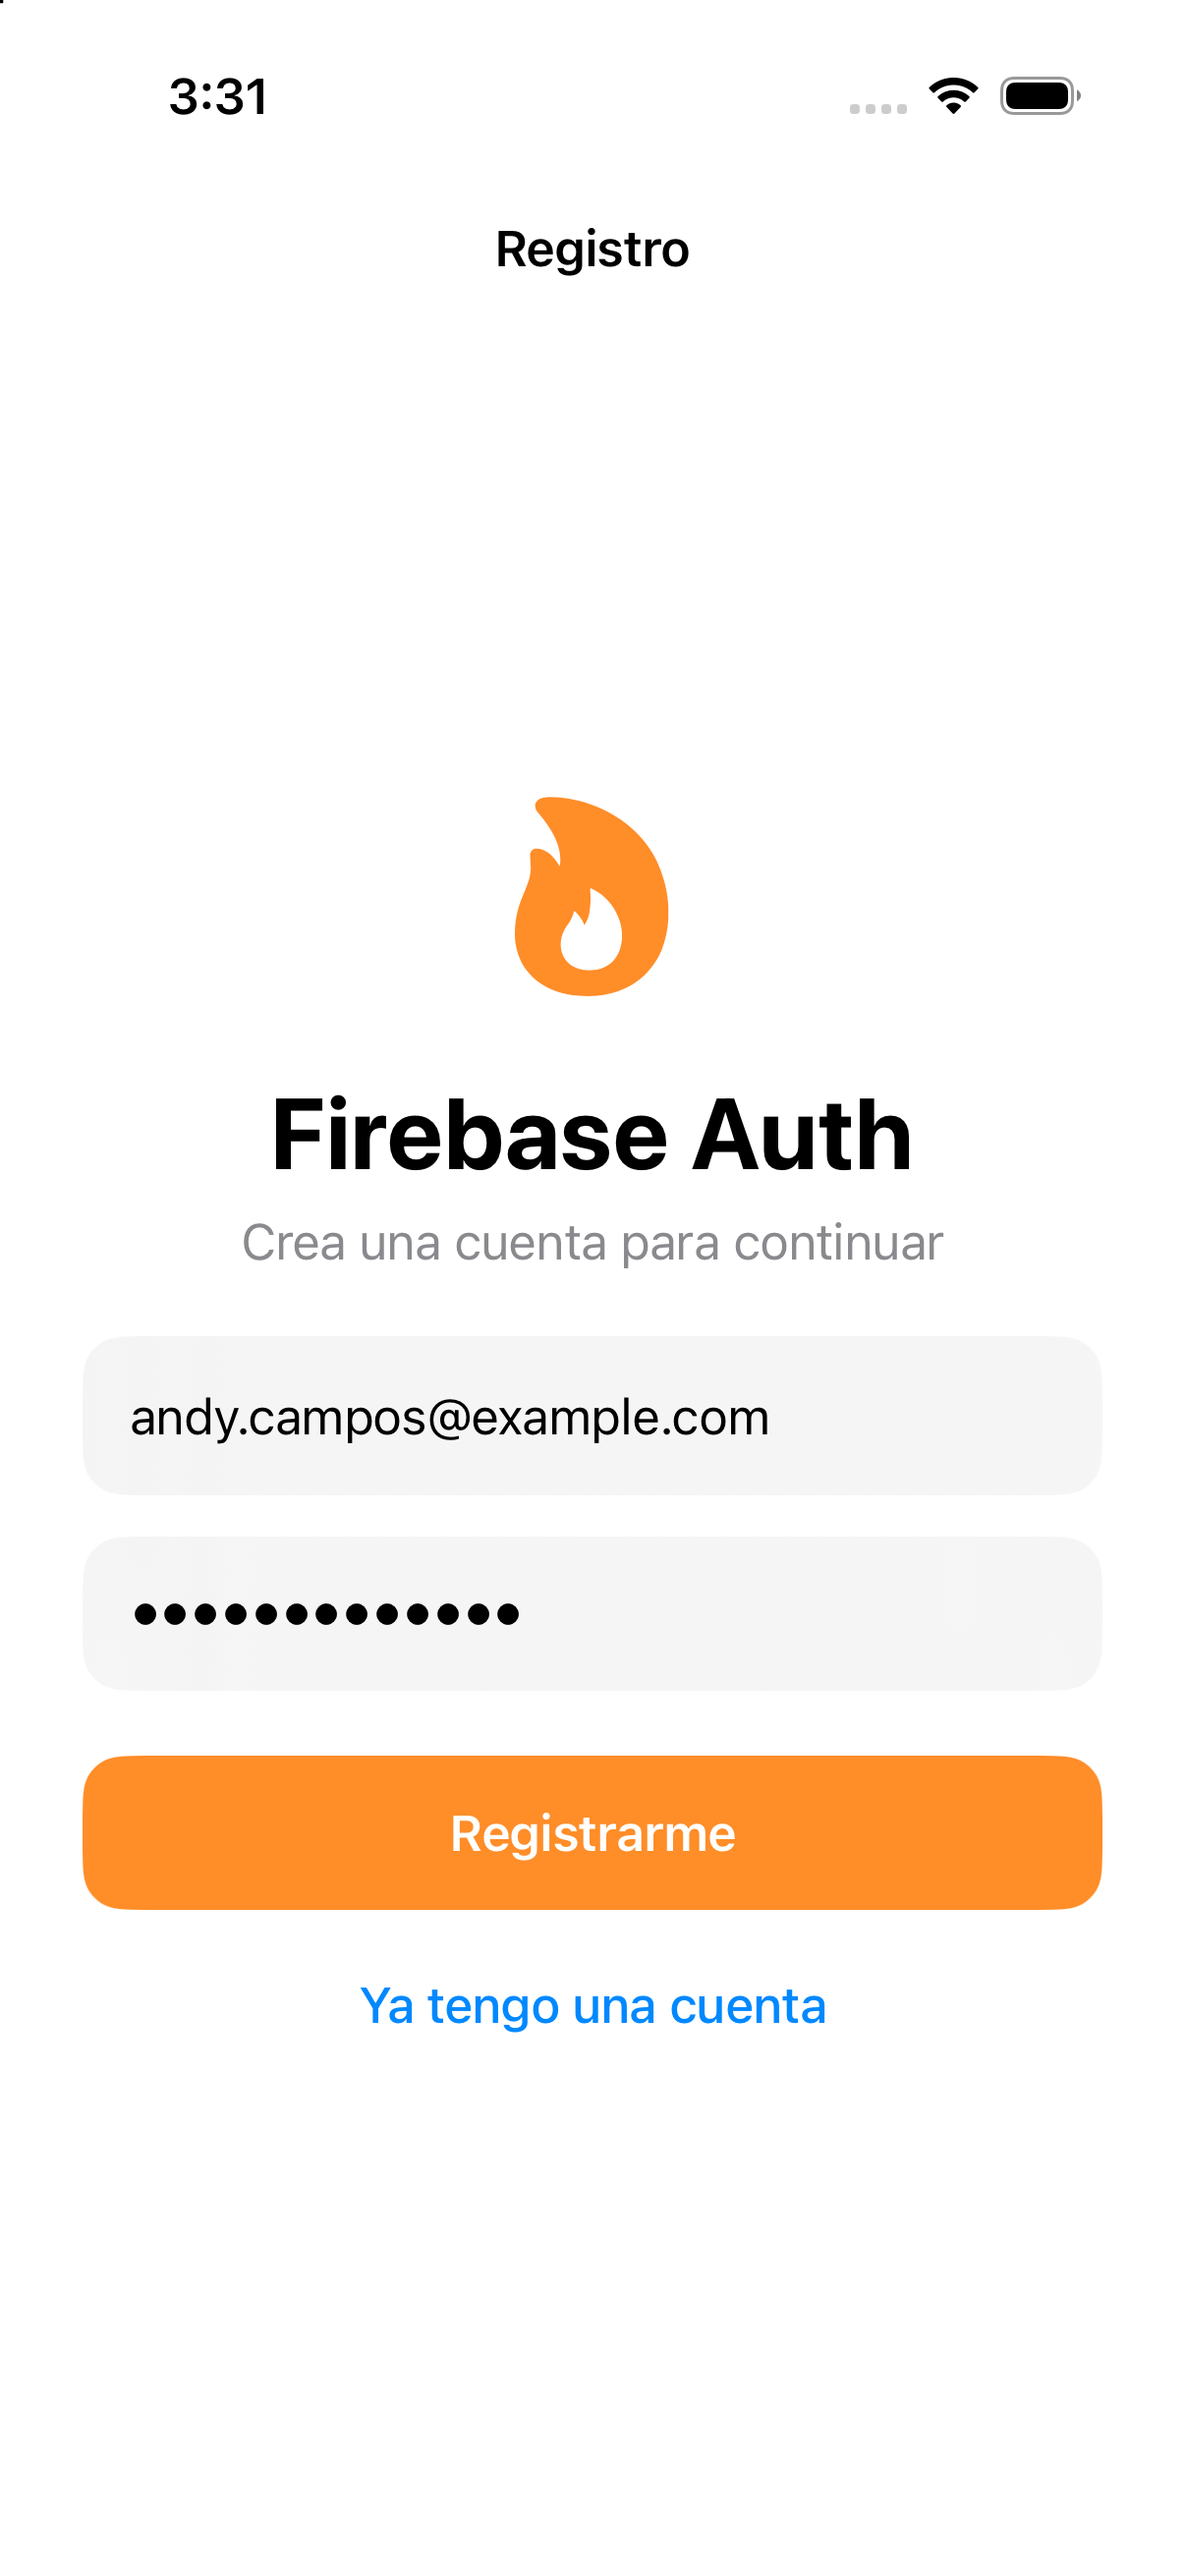 3:31
Registro
Firebase Auth
Crea una cuenta para continuar
andy.campos@example.com
•••••••••••••
Registrarme
Ya tengo una cuenta